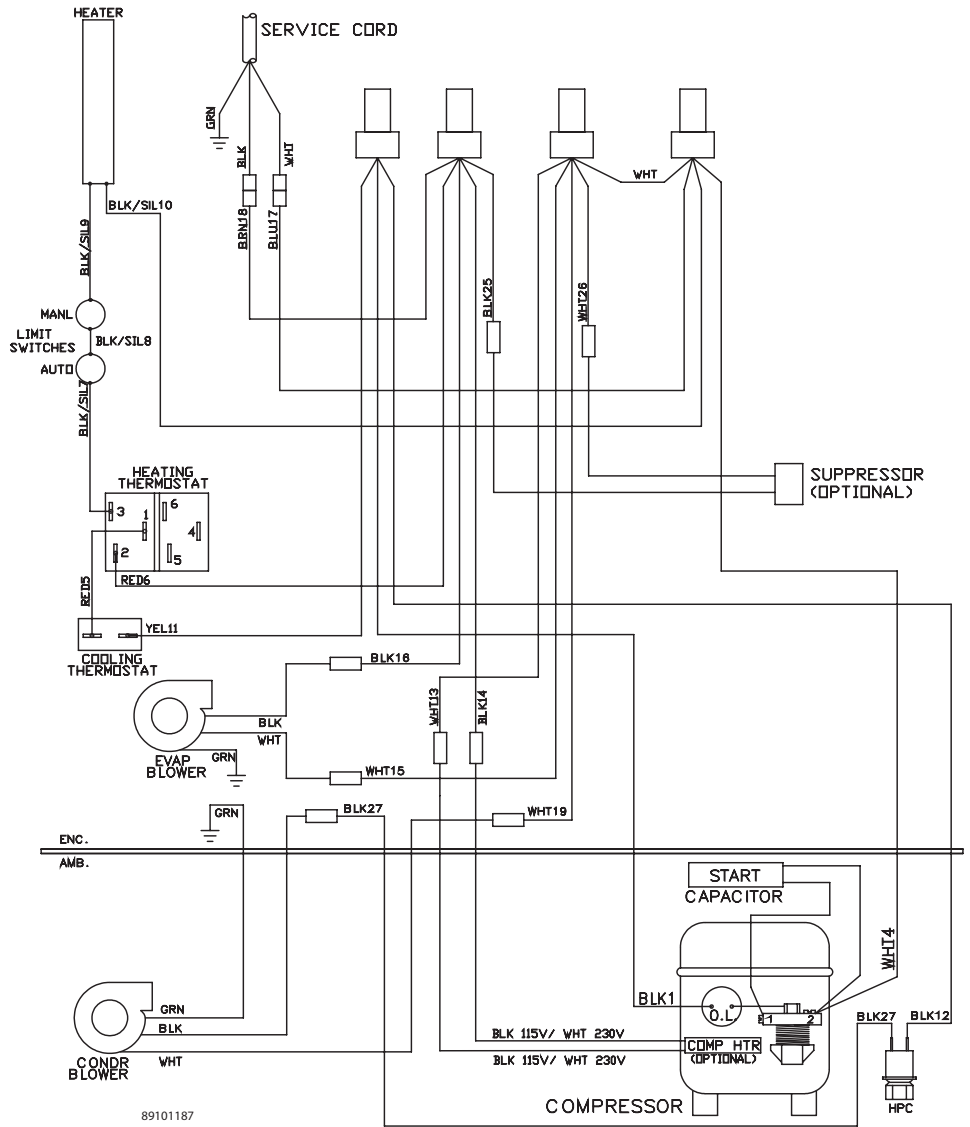 HEATER
SERVICE CORD
GRN
BLK
WHT
WHT
BLK/SIL10
BLK/SIL9
BRN18
BLU17
BLK25
WHT26
MANL
LIMIT
SWITCHES
BLK/SIL8
AUTO
BLK/SIL7
HEATING
THERMOSTAT
SUPPRESSOR
(OPTIONAL)
3
1
6
4
2
5
RED6
RED5
YEL11
COOLING
THERMOSTAT
BLK16
WHT13
BLK14
BLK
WHT
GRN
EVAP
BLOWER
WHT15
GRN
BLK27
WHT19
ENC.
AMB.
START
CAPACITOR
WHT4
BLK1
O.L.
1
2
GRN
BLK
WHT
CONDR
BLOWER
BLK 115V/ WHT 230V
COMP HTR
(OPTIONAL)
BLK 115V/ WHT 230V
BLK27
BLK12
COMPRESSOR
HPC
89101187